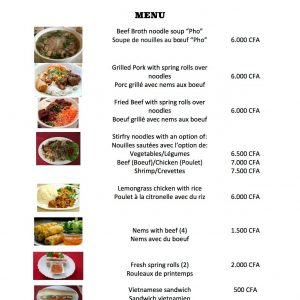 MENU
Beef Broth noodle soup “Pho”
Soupe de nouilles au bœuf “Pho” 6.000 CFA
Grilled Pork with spring rolls over
noodles 6.000 CFA
Porc grillé avec nems aux boeuf
Fried Beef with spring rolls over
noodles 6.000 CFA
Boeuf grillé avec nems aux boeuf
Stirfry noodles with an option of:
Nouilles sautées avec l’option de:
Vegetables/Légumes 6.500 CFA
Beef (Boeuf)/Chicken (Poulet) 7.000 CFA
Shrimp/Crevettes 7.500 CFA
Lemongrass chicken with rice
Poulet à la citronelle avec du riz 6.000 CFA
Nems with beef (4) 1.500 CFA
Nems avec du boeuf
Fresh spring rolls (2) 2.000 CFA
Rouleaux de printemps
Vietnamese sandwich 500 CFA
Sandwich vietnamien